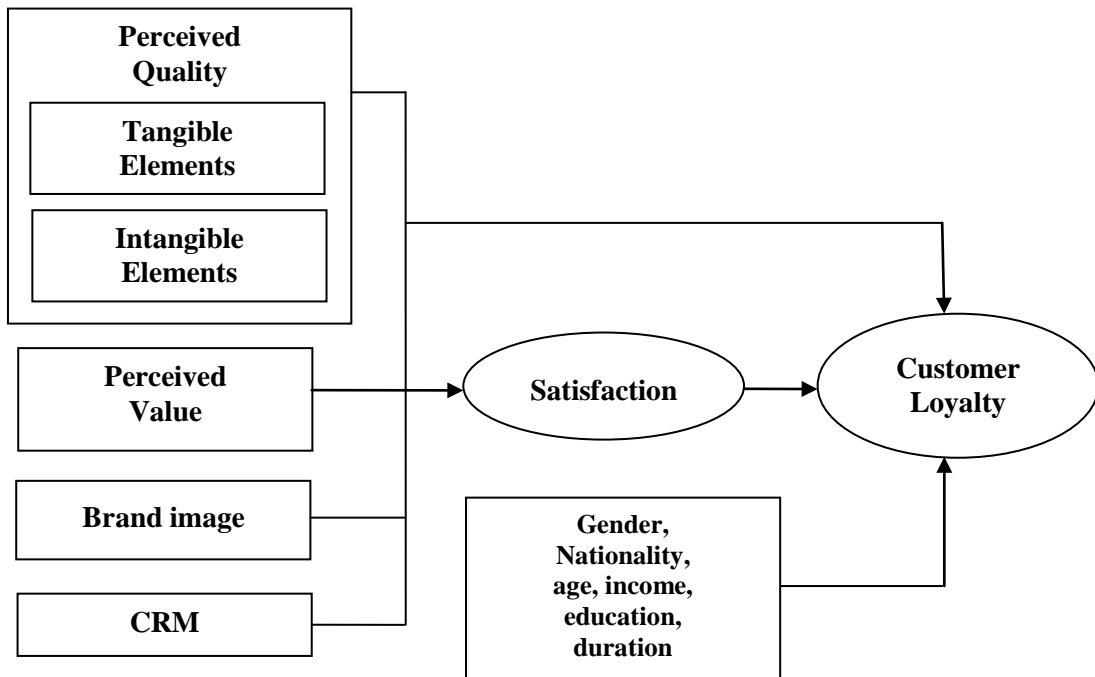 Perceived
Quality
Tangible
Elements
Intangible
Elements
Perceived
Value
Brand image
CRM
Satisfaction
Customer
Loyalty
Gender,
Nationality,
age, income,
education,
duration